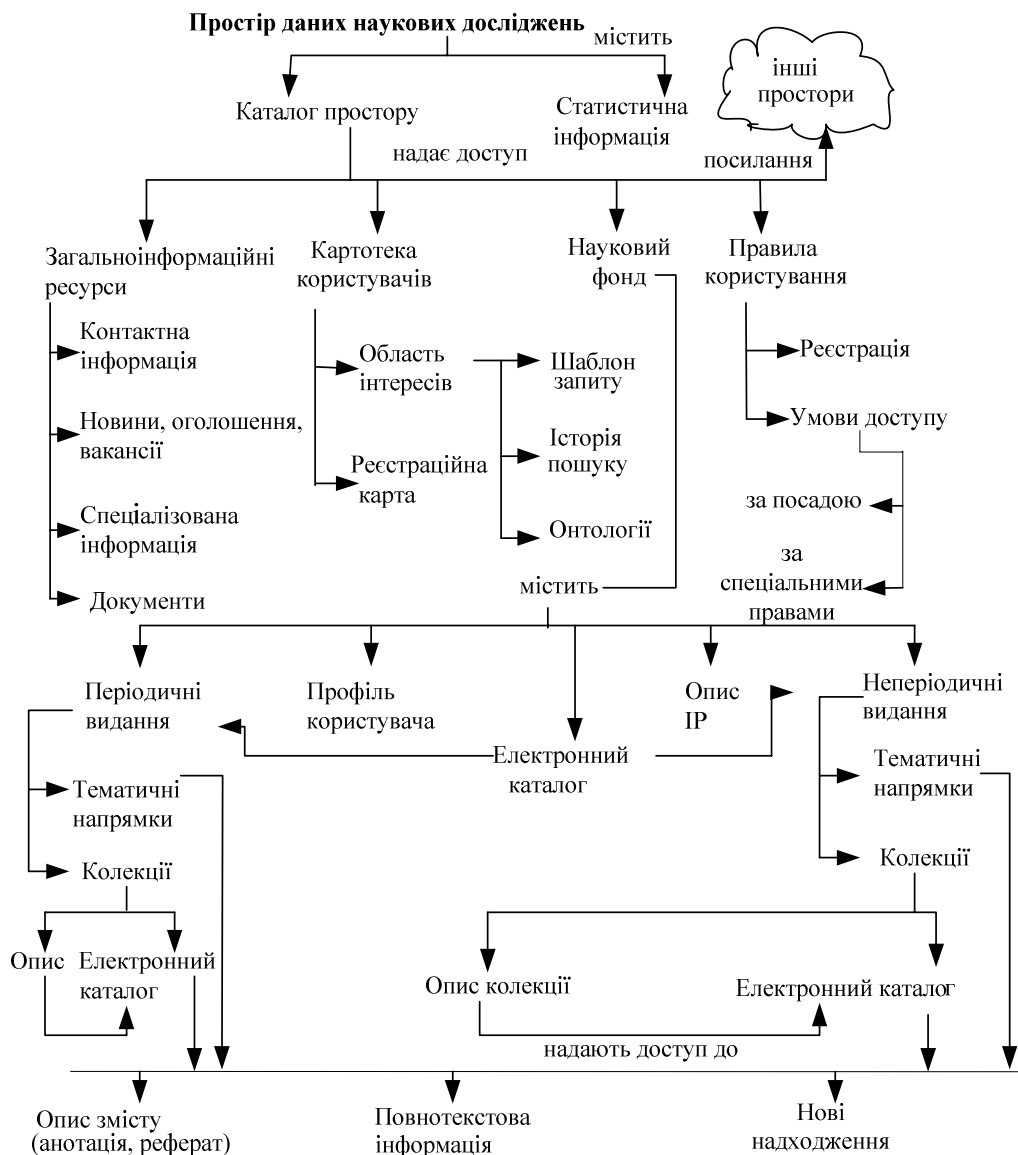 Простір даних наукових досліджень
містить
інші
простори
Каталог простору
Статистична
інформація
надає доступ
посилання
Загальноінформаційні
ресурси
Картотека
користувачів
Науковий
фонд
Правила
користування
Контактна
інформація
Новини, оголошення,
вакансії
Спеціалізована
інформація
Документи
Область
інтересів
Реєстраційна
карта
Шаблон
запиту
Історія
пошуку
Онтології
Реєстрація
Умови доступу
за посадою
за
спеціальними
правами
містить
Періодичні
видання
Профіль
користувача
Електронний
каталог
Опис
ІР
Неперіодичні
видання
Тематичні
напрямки
Колекції
Опис
Електронний
каталог
Тематичні
напрямки
Колекції
Опис колекції
Електронний каталог
надають доступ до
Опис змісту
(анотація, реферат)
Повнотекстова
інформація
Нові
надходження